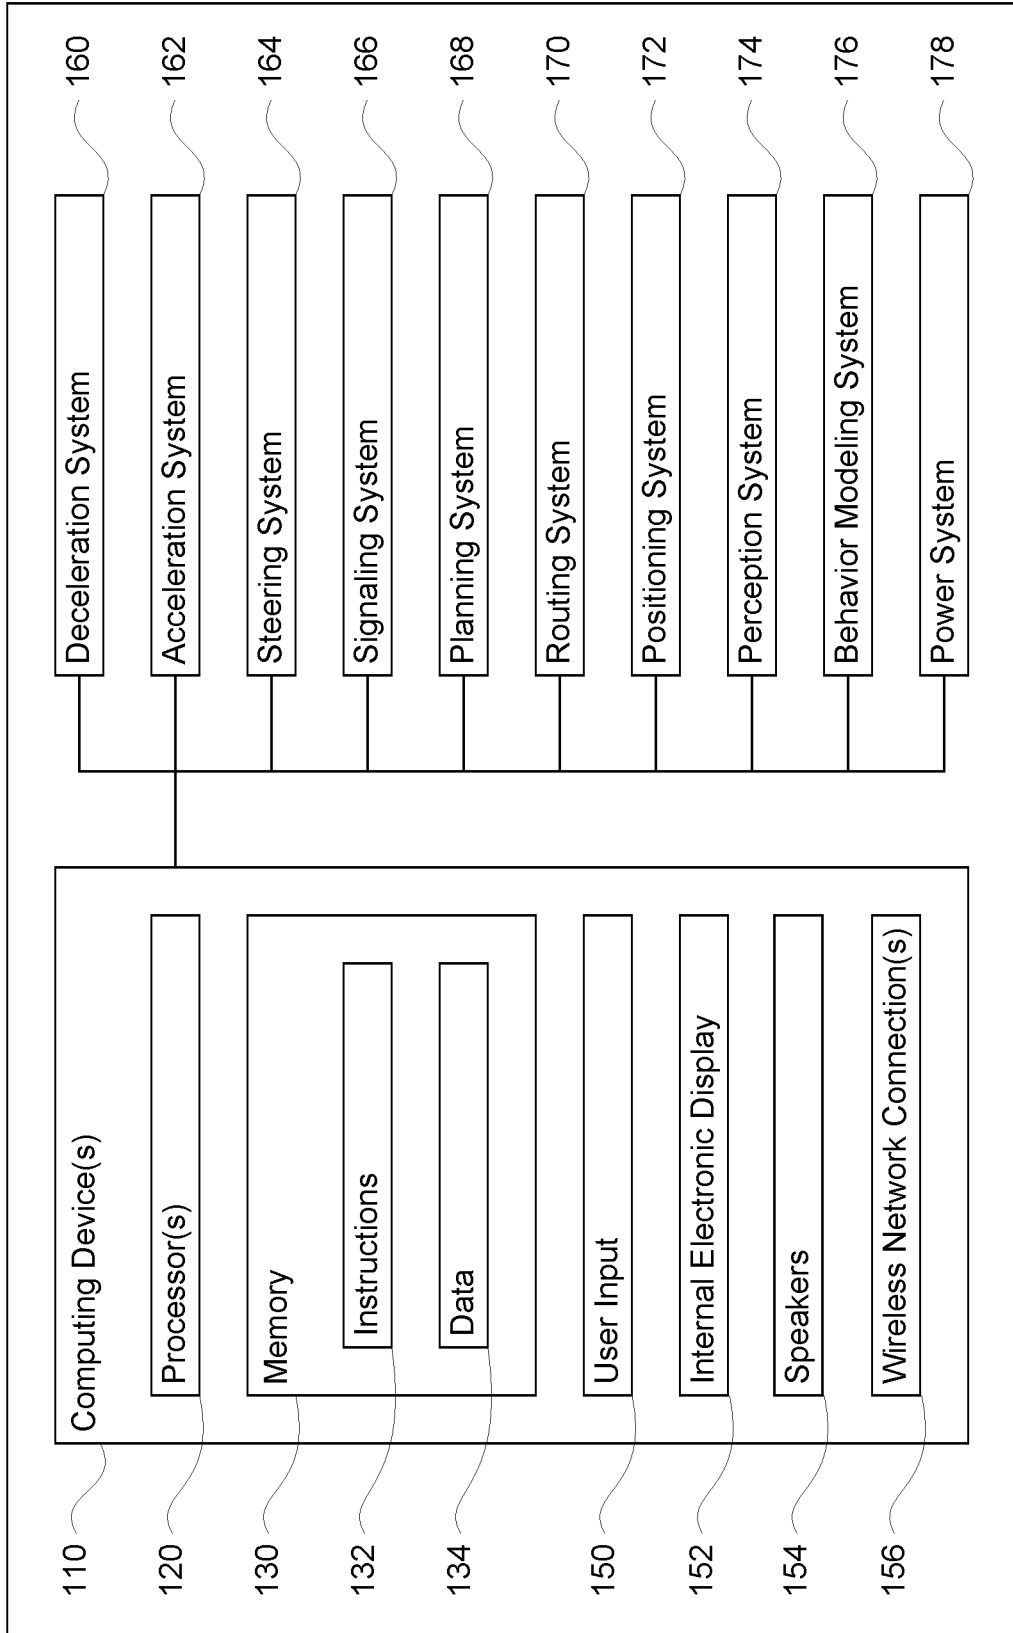 110
Computing Device(s)
120
Processor(s)
130
Memory
132
Instructions
134
Data
150
User Input
152
Internal Electronic Display
154
Speakers
156
Wireless Network Connection(s)
Deceleration System
160
Acceleration System
162
Steering System
164
Signaling System
166
Planning System
168
Routing System
170
Positioning System
172
Perception System
174
Behavior Modeling System
176
Power System
178